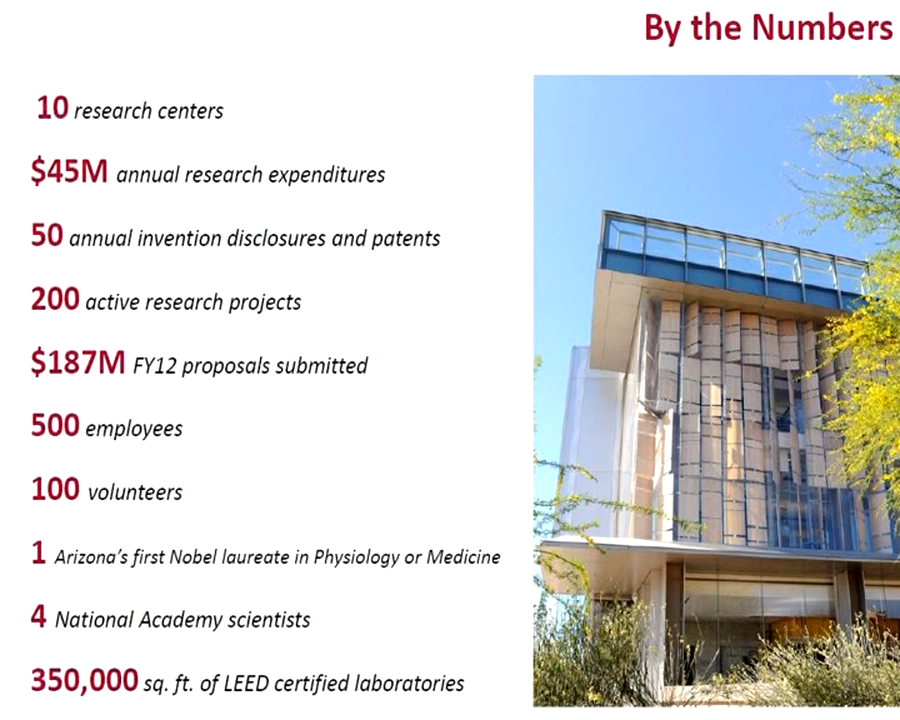 By the Numbers
10 research centers
$45M annual research expenditures
50 annual invention disclosures and patents
200 active research projects
$187M FY12 proposals submitted
500 employees
100 volunteers
1 Arizona's first Nobel laureate in Physiology or Medicine
4 National Academy scientists
350,000 sq. ft. of LEED certified laboratories